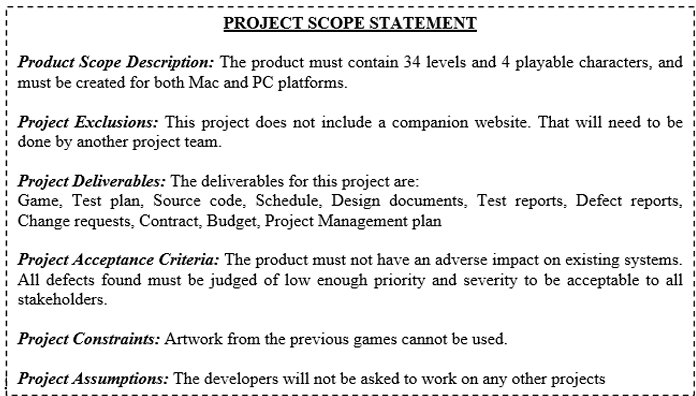 PROJECT SCOPE STATEMENT
Product Scope Description: The product must contain 34 levels and 4 playable characters, and
must be created for both Mac and PC platforms.
Project Exclusions: This project does not include a companion website. That will need to be
done by another project team.
Project Deliverables: The deliverables for this project are:
Game, Test plan, Source code, Schedule, Design documents, Test reports, Defect reports,
Change requests, Contract, Budget, Project Management plan
Project Acceptance Criteria: The product must not have an adverse impact on existing systems.
All defects found must be judged of low enough priority and severity to be acceptable to all
stakeholders.
Project Constraints: Artwork from the previous games cannot be used.
Project Assumptions: The developers will not be asked to work on any other projects